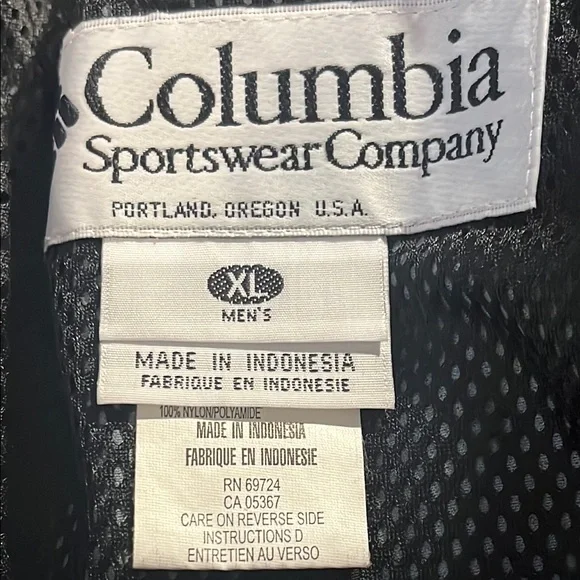 Columbia
Sportswear Company
PORTLAND, OREGON U.S.A.
XL
MEN'S
MADE IN INDONESIA
FABRIQUE EN INDONESIE
100% NYLON/POLYAMIDE
MADE IN INDONESIA
FABRIQUE EN INDONESIE
RN 69724
CA 05367
CARE ON REVERSE SIDE
INSTRUCTIONS D
ENTRETIEN AU VERSO